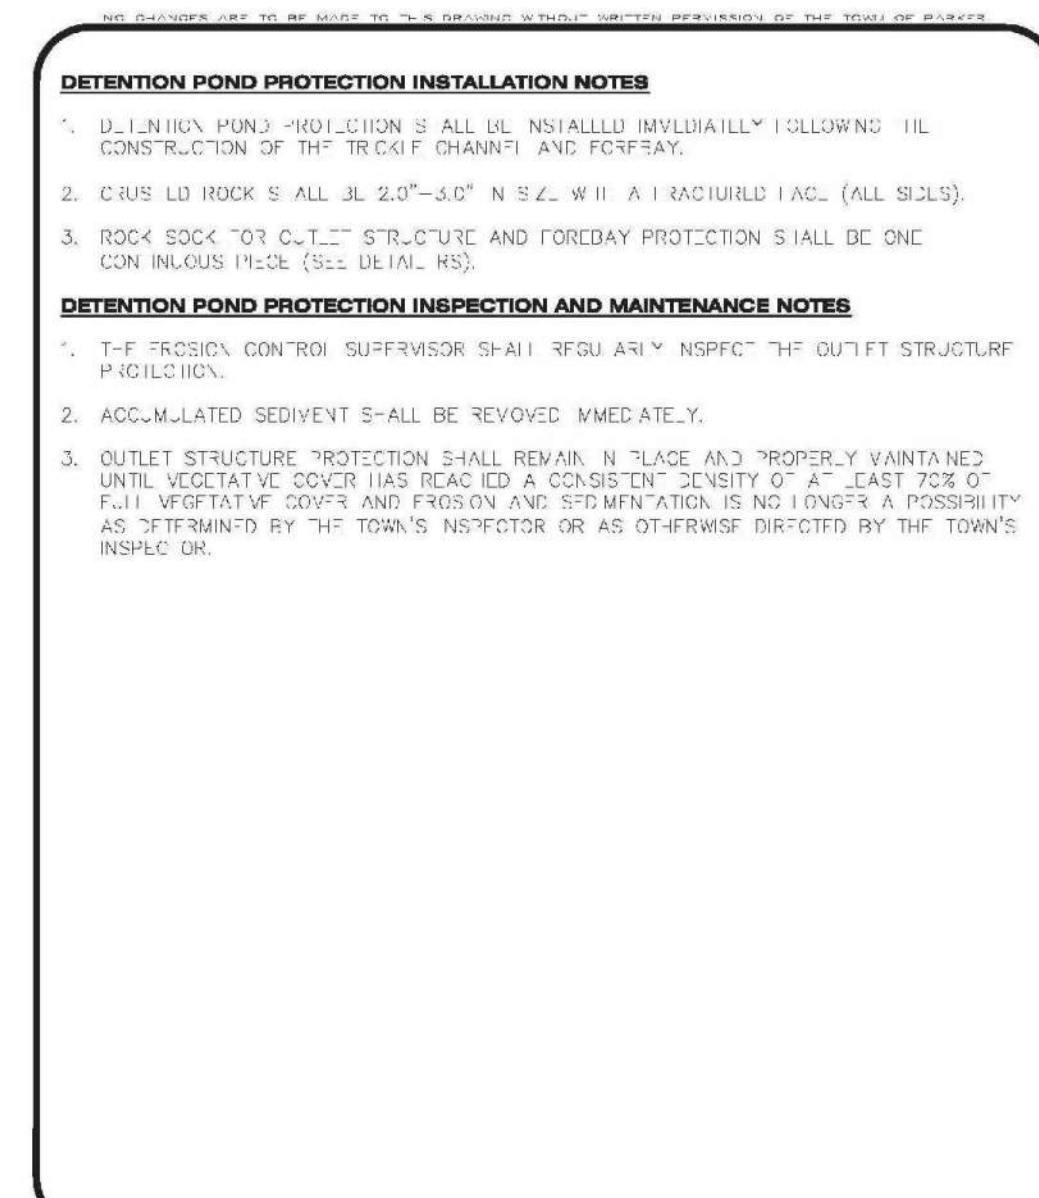 NO CHANGES ARE TO BE MADE TO THIS DRAWING WITHOUT WRITTEN PERMISSION OF THE TOWN OF PARKER
DETENTION POND PROTECTION INSTALLATION NOTES
1. DETENTION POND PROTECTION SHALL BE INSTALLED IMMEDIATELY FOLLOWING THE
CONSTRUCTION OF THE TRICKLE CHANNEL AND FOREBAY.
2. CRUSHED ROCK SHALL BE 2.0"-3.0" IN SIZE WITH A FRACTURED FACE (ALL SIDES).
3. ROCK SOCK FOR OUTLET STRUCTURE AND FOREBAY PROTECTION SHALL BE ONE
CONTINUOUS PIECE (SEE DETAIL RS).
DETENTION POND PROTECTION INSPECTION AND MAINTENANCE NOTES
1. THE EROSION CONTROL SUPERVISOR SHALL REGULARLY INSPECT THE OUTLET STRUCTURE
PROTECTION.
2. ACCUMULATED SEDIMENT SHALL BE REMOVED IMMEDIATELY.
3. OUTLET STRUCTURE PROTECTION SHALL REMAIN IN PLACE AND PROPERLY MAINTAINED
UNTIL VEGETATIVE COVER HAS REACHED A CONSISTENT DENSITY OF AT LEAST 70% OF
FULL VEGETATIVE COVER AND EROSION AND SEDIMENTATION IS NO LONGER A POSSIBILITY
AS DETERMINED BY THE TOWN'S INSPECTOR OR AS OTHERWISE DIRECTED BY THE TOWN'S
INSPECTOR.